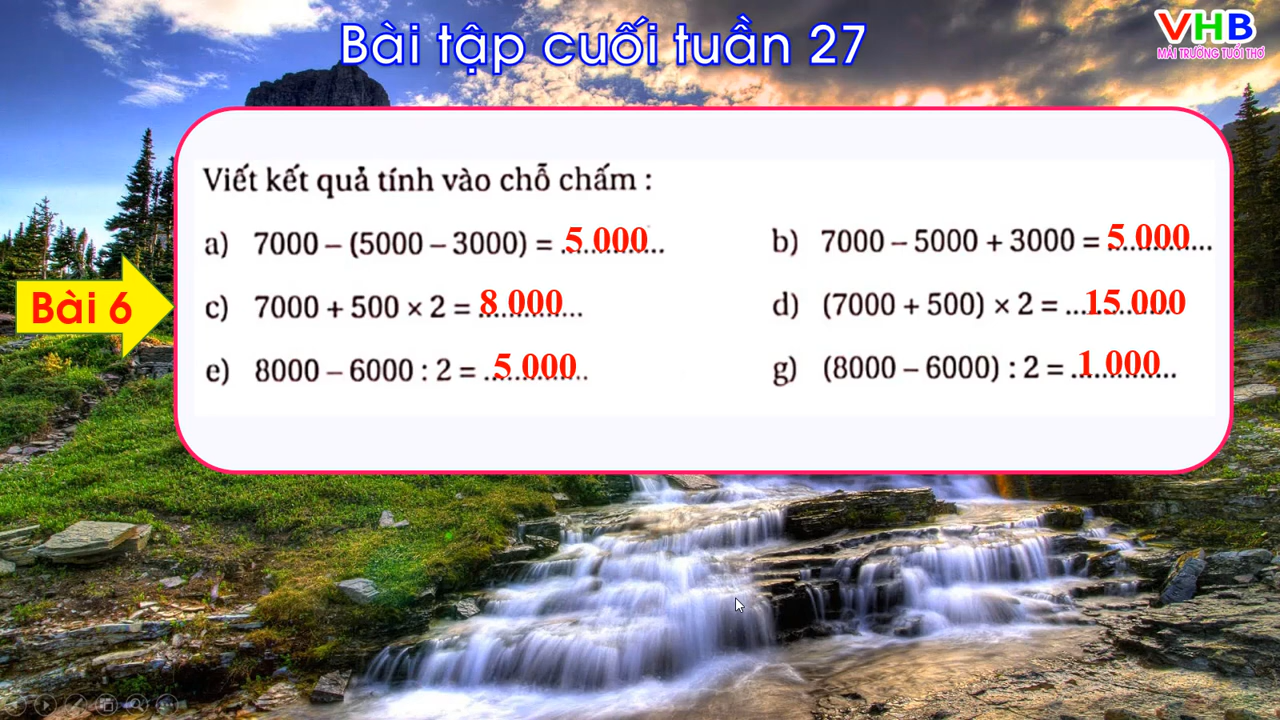 Bài tập cuối tuần 27
VHB
MÃI TRƯỜNG TUỔI THƠ
Bài 6
Viết kết quả tính vào chỗ chấm :
a) 7000 – (5000 – 3000) = 5 000
b) 7000 – 5000 + 3000 = 5 000
c) 7000 + 500 × 2 = 8 000
d) (7000 + 500) × 2 = 15 000
e) 8000 – 6000 : 2 = 5 000
g) (8000 – 6000) : 2 = 1 000